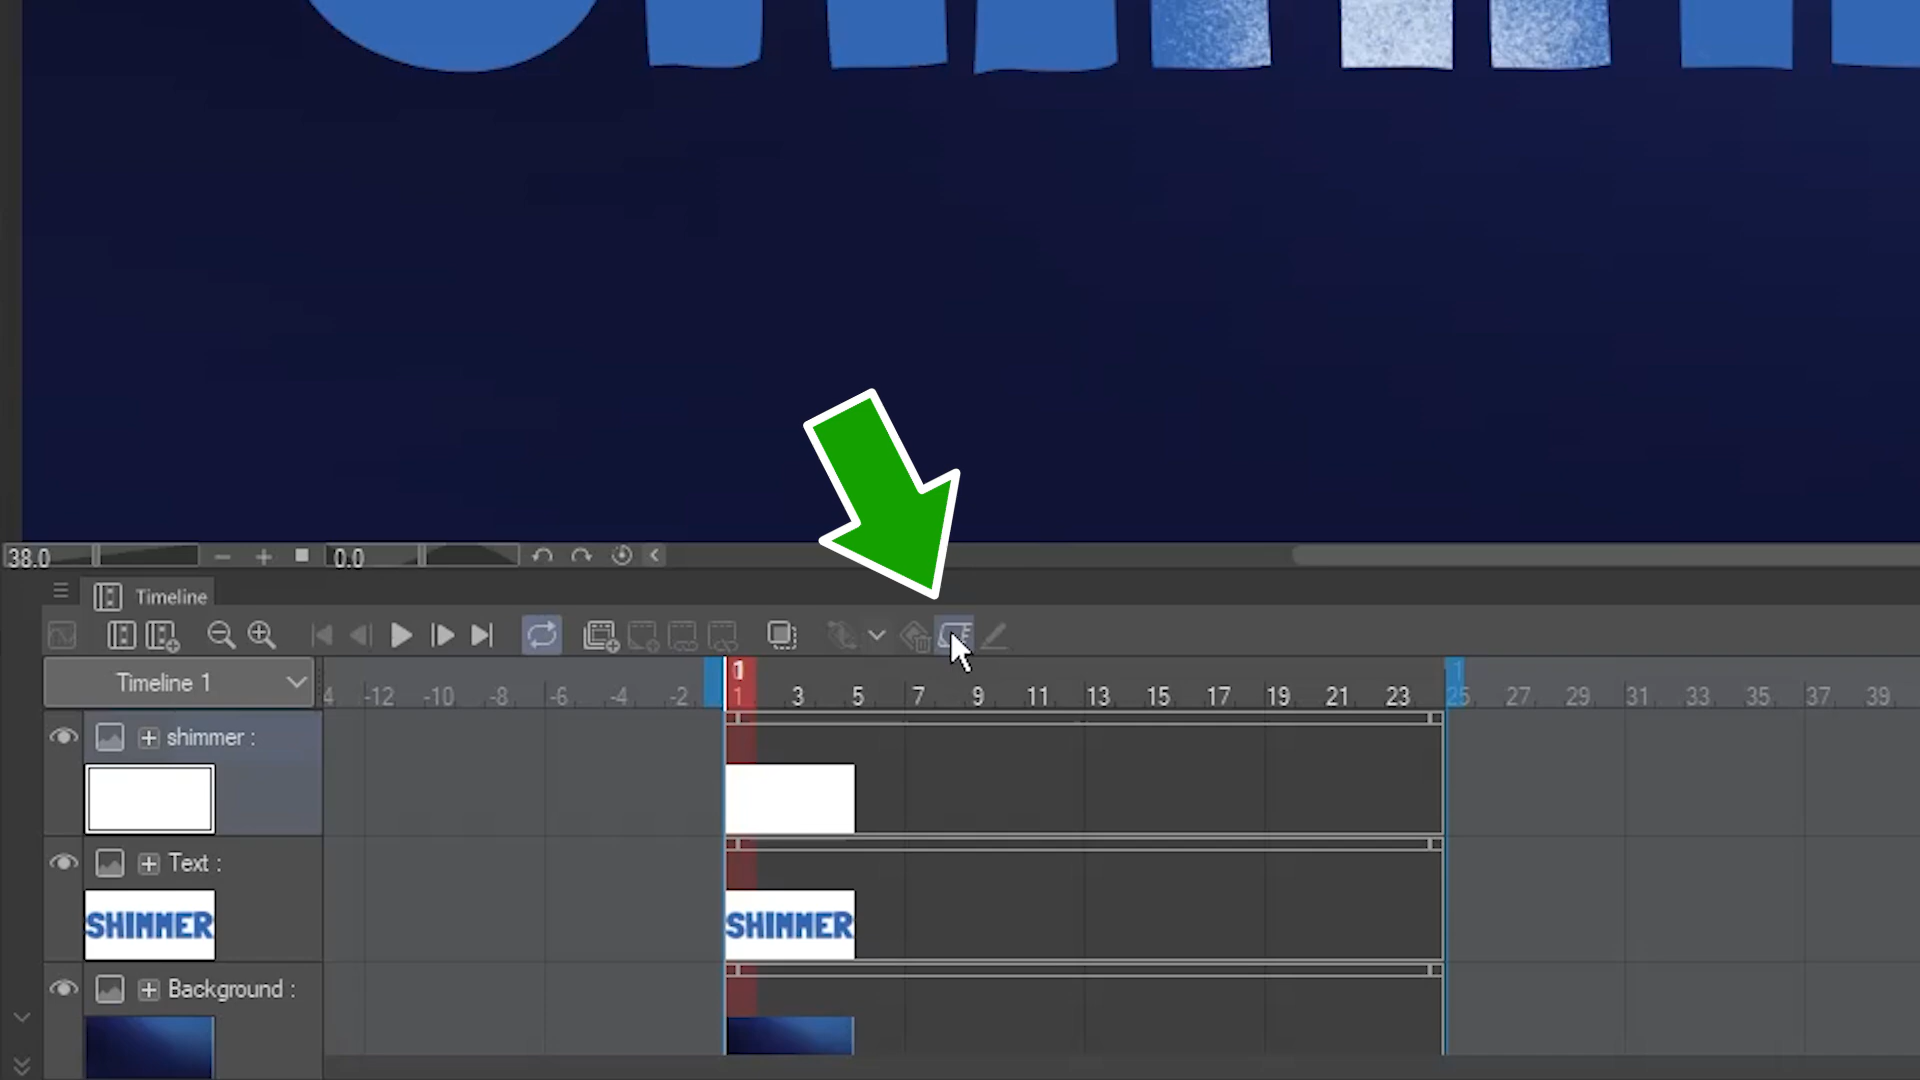 38.0 0.0
Timeline
Timeline 1
1 1
4 -12 -10 -8 -6 -4 -2 1 3 5 7 9 11 13 15 17 19 21 23 25 27 29 31 33 35 37 39
shimmer :
Text :
SHIMMER SHIMMER
Background :